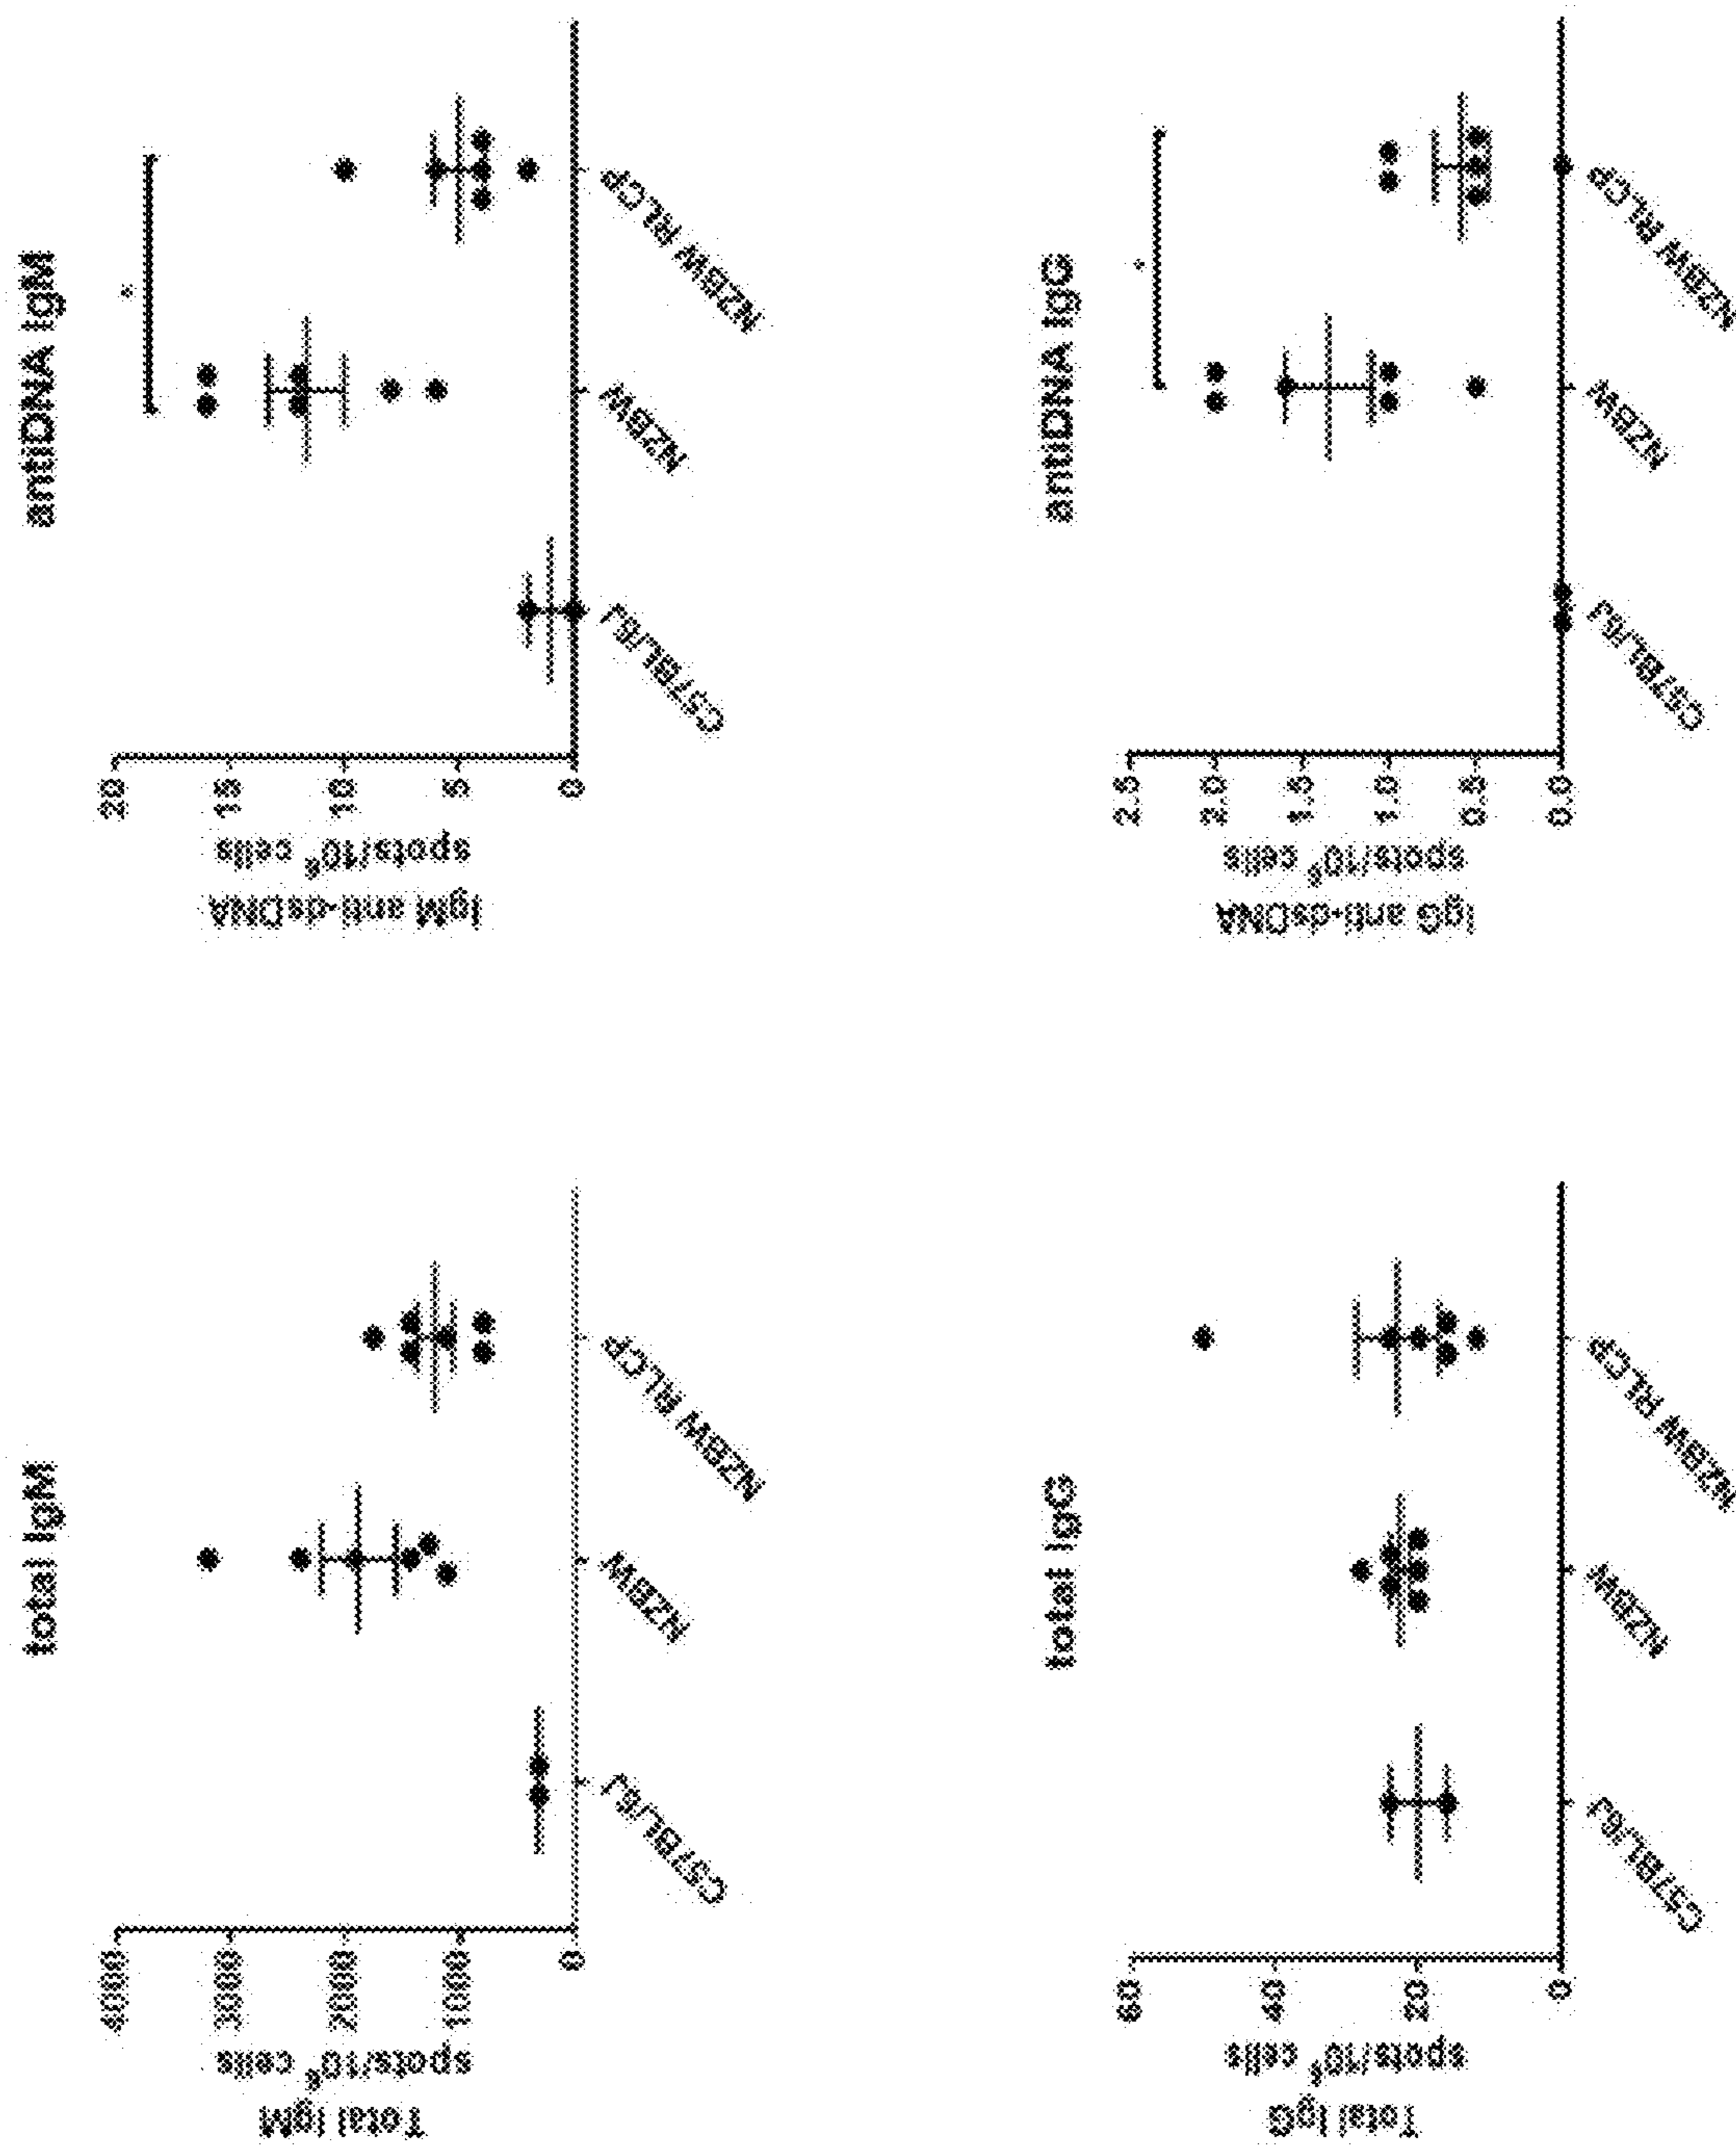 total IgM
Total IgM
spots/10⁶ cells
4000
3000
2000
1000
0
C57BL/6J
NZBW
NZBW RLCP
antiDNA IgM
IgM anti-dsDNA
spots/10⁶ cells
20
15
10
5
0
C57BL/6J
NZBW
NZBW RLCP
*
total IgG
Total IgG
spots/10⁶ cells
60
40
20
0
C57BL/6J
NZBW
NZBW RLCP
antiDNA IgG
IgG anti-dsDNA
spots/10⁶ cells
2.5
2.0
1.5
1.0
0.5
0.0
C57BL/6J
NZBW
NZBW RLCP
*